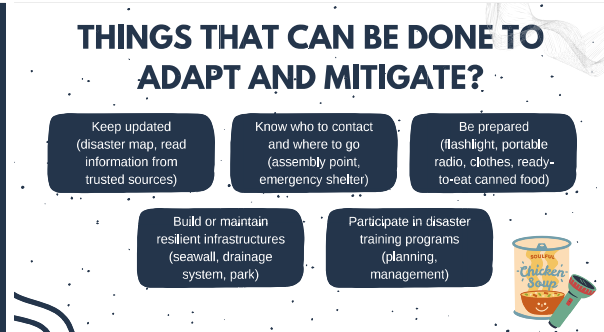 THINGS THAT CAN BE DONE TO
ADAPT AND MITIGATE?
Keep updated
(disaster map, read
information from
trusted sources)
Know who to contact
and where to go
(assembly point,
emergency shelter)
Be prepared
(flashlight, portable
radio, clothes, ready-
to-eat canned food)
Build or maintain
resilient infrastructures
(seawall, drainage
system, park)
Participate in disaster
training programs
(planning,
management)
SOULFUL
Chicken
Soup